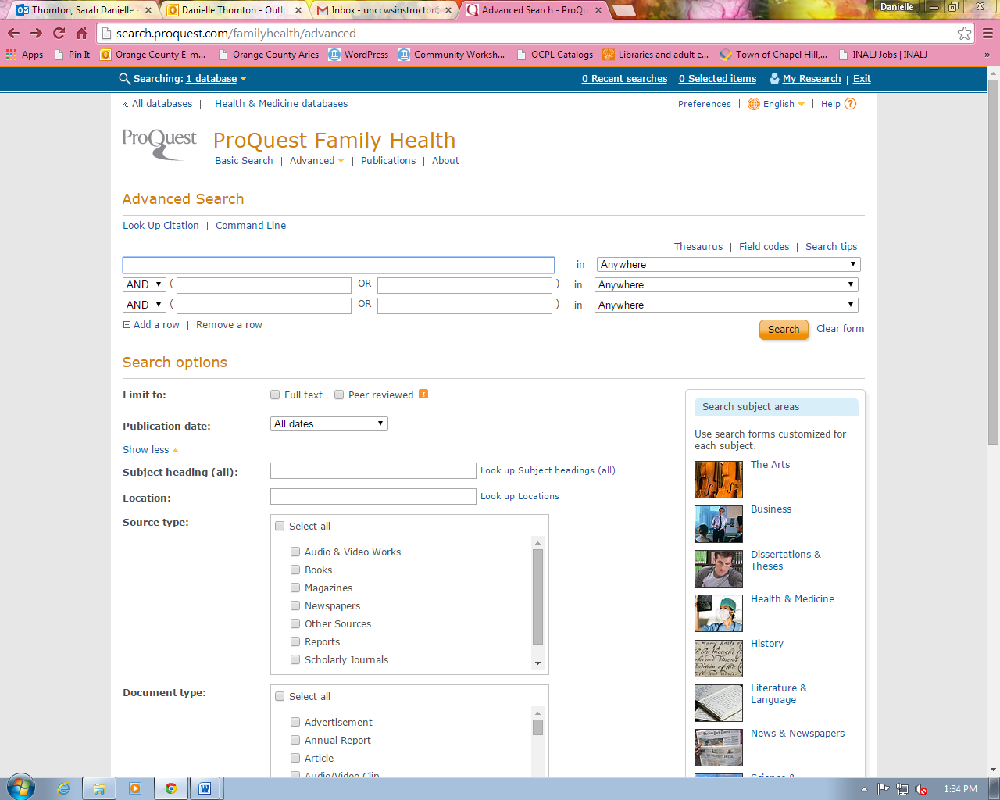 Thornton, Sarah Danielle -
Danielle Thornton - Outlo
Inbox - unccwsinstructor@
Advanced Search - ProQu
Danielle
search.proquest.com/familyhealth/advanced
Apps
Pin It
Orange County E-m...
Orange County Aries
WordPress
Community Worksh...
OCPL Catalogs
Libraries and adult e...
Town of Chapel Hill,...
INALJ Jobs | INALJ
»
Searching: 1 database
0 Recent searches | 0 Selected items | My Research | Exit
« All databases | Health & Medicine databases
Preferences | English | Help ?
ProQuest
ProQuest Family Health
Basic Search | Advanced | Publications | About
Advanced Search
Look Up Citation | Command Line
Thesaurus | Field codes | Search tips
in Anywhere
AND ( OR ) in Anywhere
AND ( OR ) in Anywhere
Add a row | Remove a row
Search Clear form
Search options
Limit to: Full text Peer reviewed i
Publication date: All dates
Show less
Subject heading (all): Look up Subject headings (all)
Location: Look up Locations
Source type:
Select all
Audio & Video Works
Books
Magazines
Newspapers
Other Sources
Reports
Scholarly Journals
Document type:
Select all
Advertisement
Annual Report
Article
Audio/Video Clip
Search subject areas
Use search forms customized for
each subject.
The Arts
Business
Dissertations &
Theses
Health & Medicine
History
Literature &
Language
News & Newspapers
Science &
1:34 PM